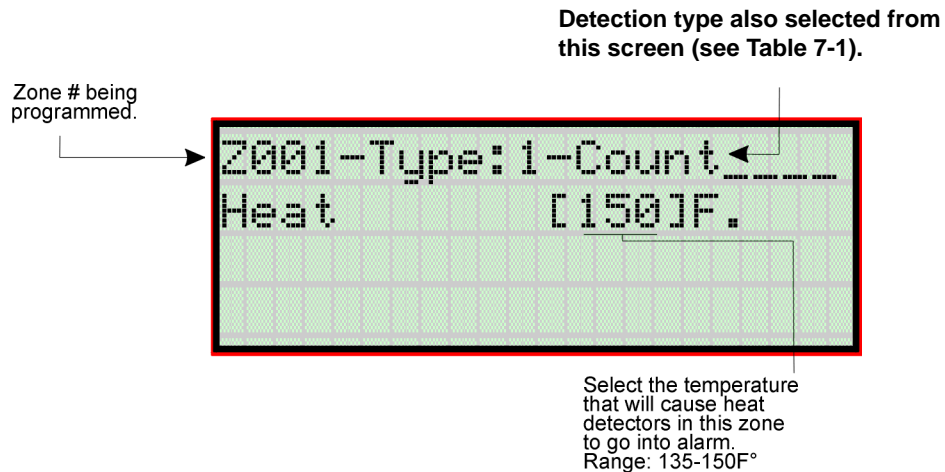 Detection type also selected from
this screen (see Table 7-1).
Zone # being
programmed.
Z001-Type:1-Count____
Heat [150]F.
Select the temperature
that will cause heat
detectors in this zone
to go into alarm.
Range: 135-150F°